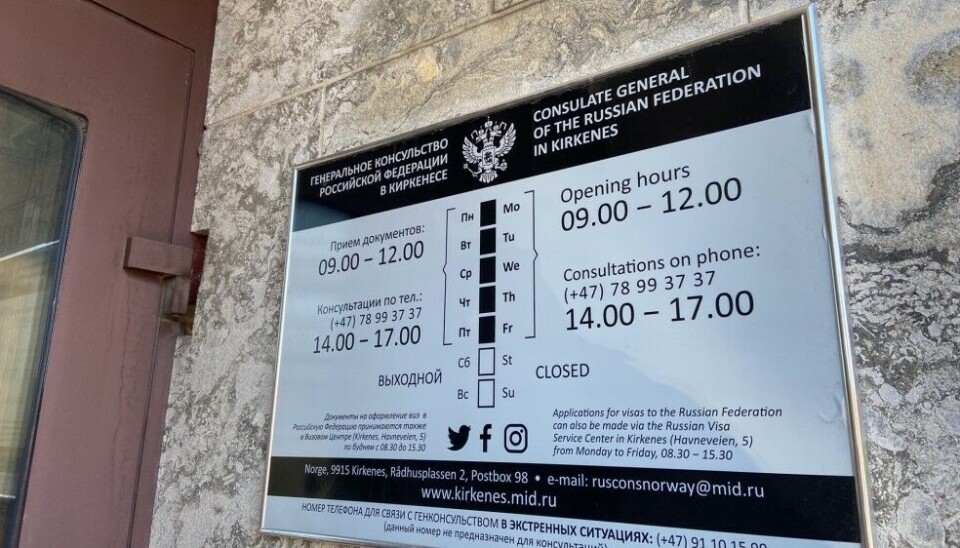 ГЕНЕРАЛЬНОЕ КОНСУЛЬСТВО
РОССИЙСКОЙ ФЕДЕРАЦИИ
В КИРКЕНЕСЕ
CONSULATE GENERAL
OF THE RUSSIAN FEDERATION
IN KIRKENES
Прием документов:
09.00 – 12.00
Консультации по тел.:
(+47) 78 99 37 37
14.00 – 17.00
Пн Mo
Вт Tu
Ср We
Чт Th
Пт Fr
Сб St
Вс Su
Opening hours
09.00 – 12.00
Consultations on phone:
(+47) 78 99 37 37
14.00 – 17.00
ВЫХОДНОЙ
CLOSED
Документы на оформление виз в
Российскую Федерацию принимаются также
в Визовом Центре (Kirkenes, Havneveien, 5)
по будням с 08.30 до 15.30
Applications for visas to the Russian Federation
can also be made via the Russian Visa
Service Center in Kirkenes (Havneveien, 5)
from Monday to Friday, 08.30 – 15.30
Norge, 9915 Kirkenes, Rådhusplassen 2, Postbox 98 • e-mail: rusconsnorway@mid.ru
www.kirkenes.mid.ru
НОМЕР ТЕЛЕФОНА ДЛЯ СВЯЗИ С ГЕНКОНСУЛЬСТВОМ В ЭКСТРЕННЫХ СИТУАЦИЯХ: (+47) 91 10 15 99
(данный номер не предназначен для консультаций)